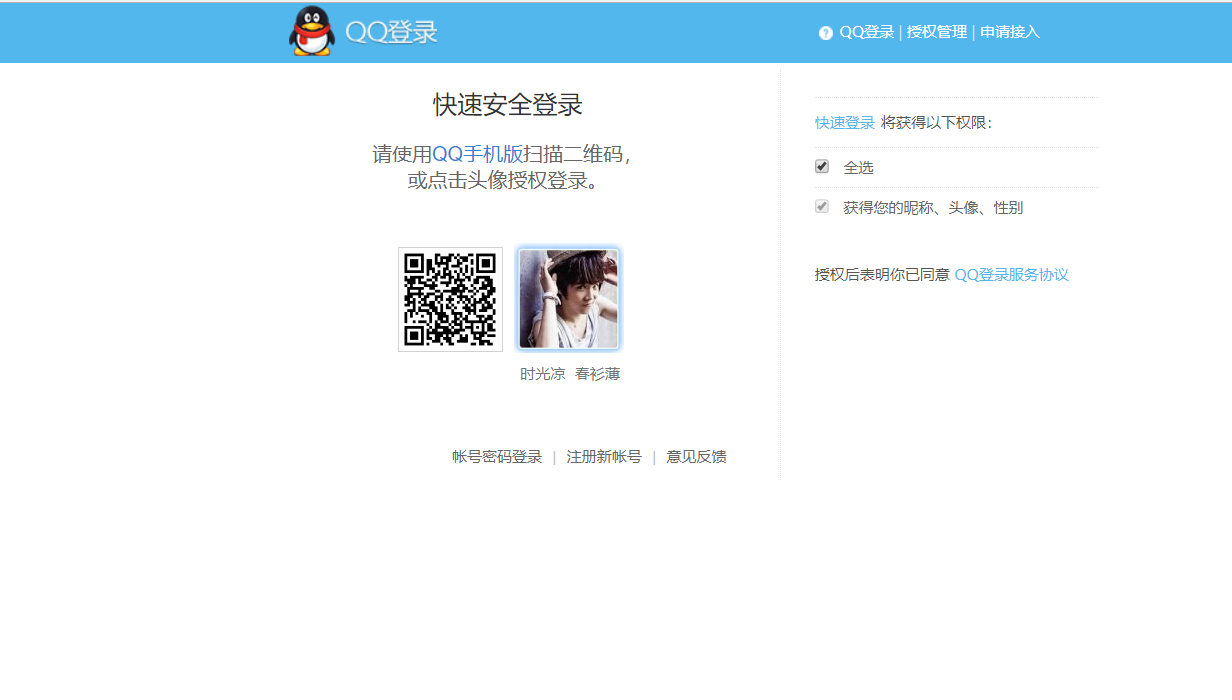 QQ登录
QQ登录 | 授权管理 | 申请接入
快速安全登录
请使用QQ手机版扫描二维码，
或点击头像授权登录。
时光凉 春衫薄
帐号密码登录 | 注册新帐号 | 意见反馈
快速登录 将获得以下权限：
全选
获得您的昵称、头像、性别
授权后表明你已同意 QQ登录服务协议